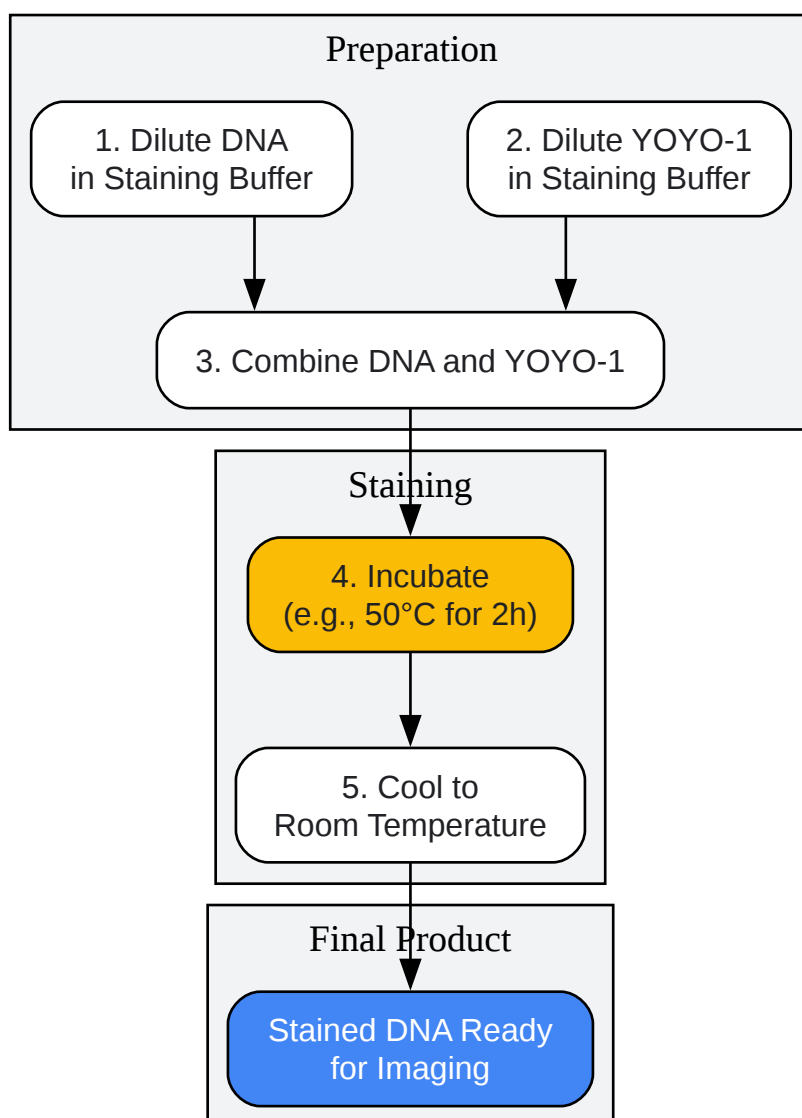 Preparation
1. Dilute DNA
in Staining Buffer
2. Dilute YOYO-1
in Staining Buffer
3. Combine DNA and YOYO-1
Staining
4. Incubate
(e.g., 50°C for 2h)
5. Cool to
Room Temperature
Final Product
Stained DNA Ready
for Imaging